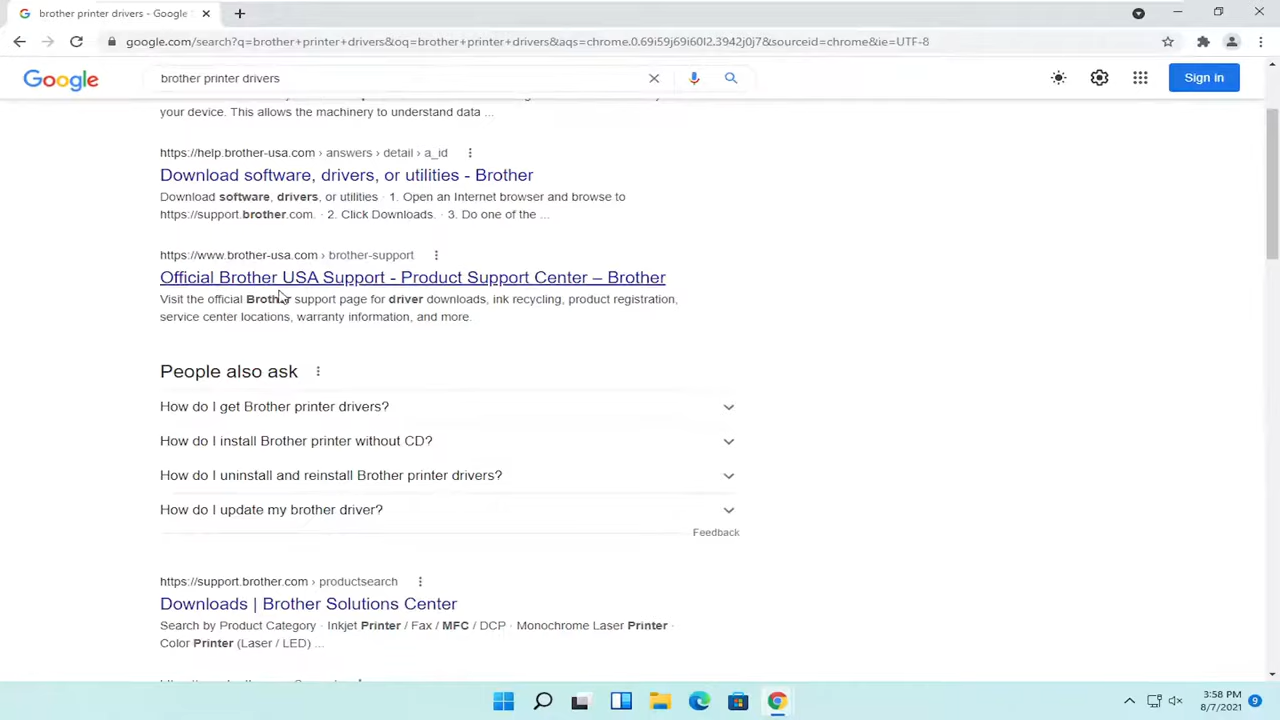 brother printer drivers - Google S
google.com/search?q=brother+printer+drivers&oq=brother+printer+drivers&aqs=chrome.0.69i59j69i60l2.3942j0j7&sourceid=chrome&ie=UTF-8
Google
brother printer drivers
Sign in
your device. This allows the machinery to understand data ...
https://help.brother-usa.com › answers › detail › a_id
Download software, drivers, or utilities - Brother
Download software, drivers, or utilities · 1. Open an Internet browser and browse to
https://support.brother.com. · 2. Click Downloads. · 3. Do one of the ...
https://www.brother-usa.com › brother-support
Official Brother USA Support - Product Support Center – Brother
Visit the official Brother support page for driver downloads, ink recycling, product registration,
service center locations, warranty information, and more.
People also ask
How do I get Brother printer drivers?
How do I install Brother printer without CD?
How do I uninstall and reinstall Brother printer drivers?
How do I update my brother driver?
Feedback
https://support.brother.com › productsearch
Downloads | Brother Solutions Center
Search by Product Category · Inkjet Printer / Fax / MFC / DCP · Monochrome Laser Printer ·
Color Printer (Laser / LED) ...
3:58 PM
8/7/2021
9